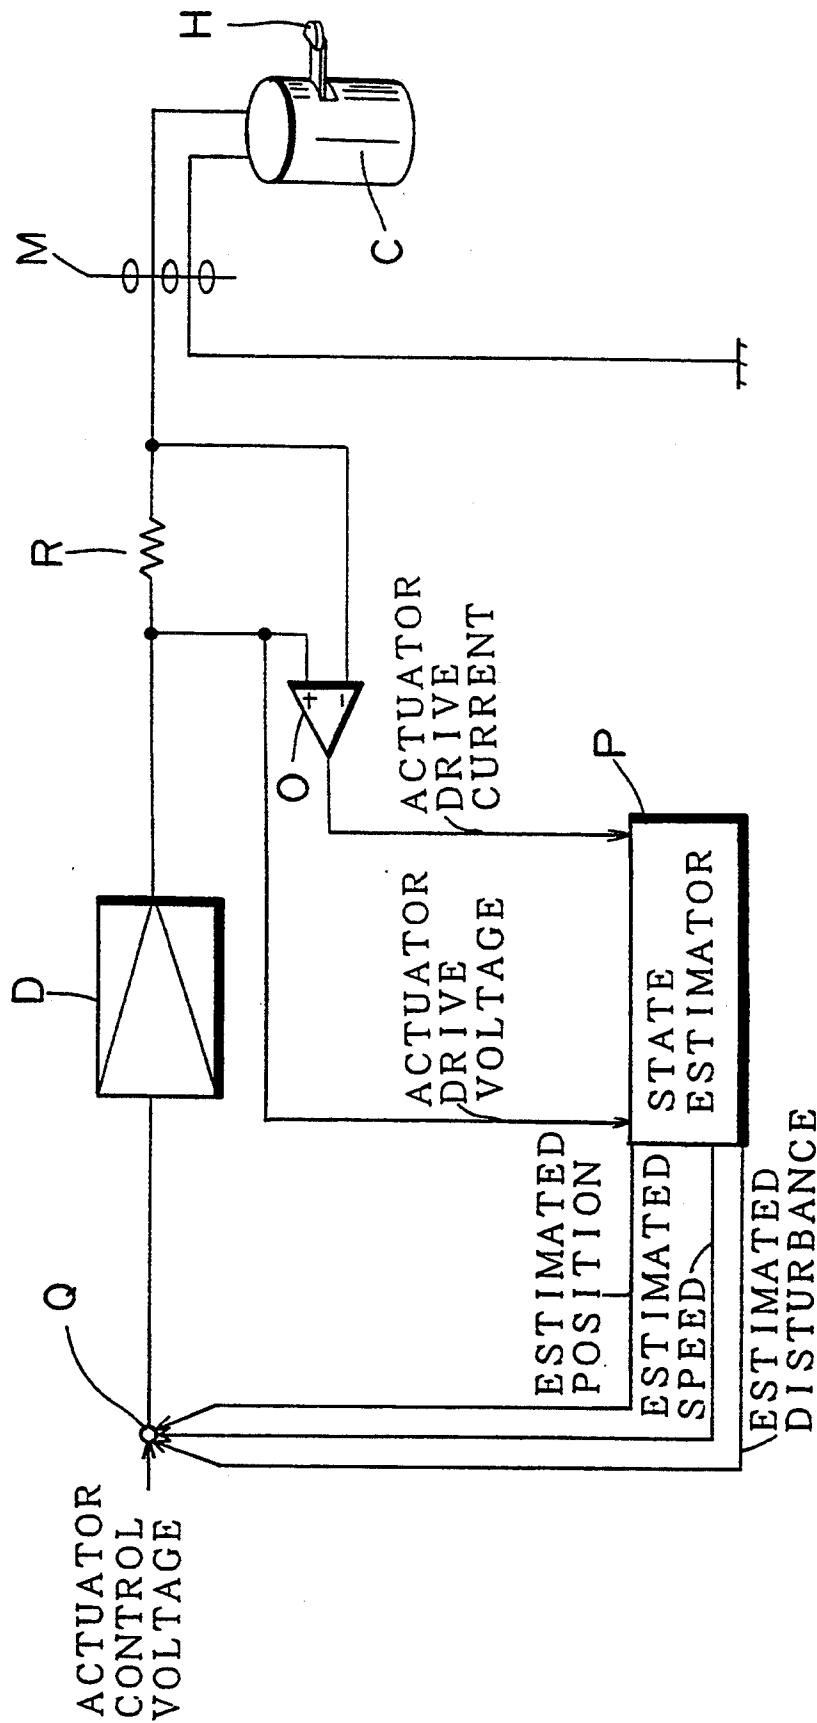 ACTUATOR
CONTROL
VOLTAGE
Q
D
R
M
H
C
O
+
−
ACTUATOR
DRIVE
VOLTAGE
ACTUATOR
DRIVE
CURRENT
P
STATE
ESTIMATOR
ESTIMATED
POSITION
ESTIMATED
SPEED
ESTIMATED
DISTURBANCE